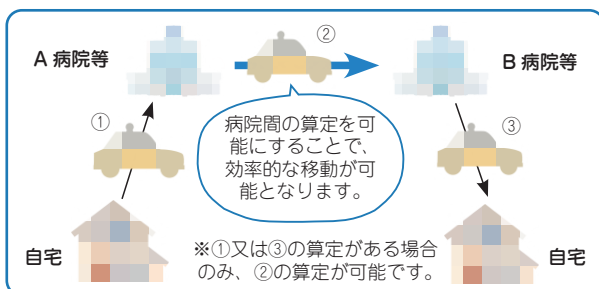 ②
A 病院等
B 病院等
①
③
病院間の算定を可
能にすることで、
効率的な移動が可
能となります。
自宅
※①又は③の算定がある場合
のみ、②の算定が可能です。
自宅